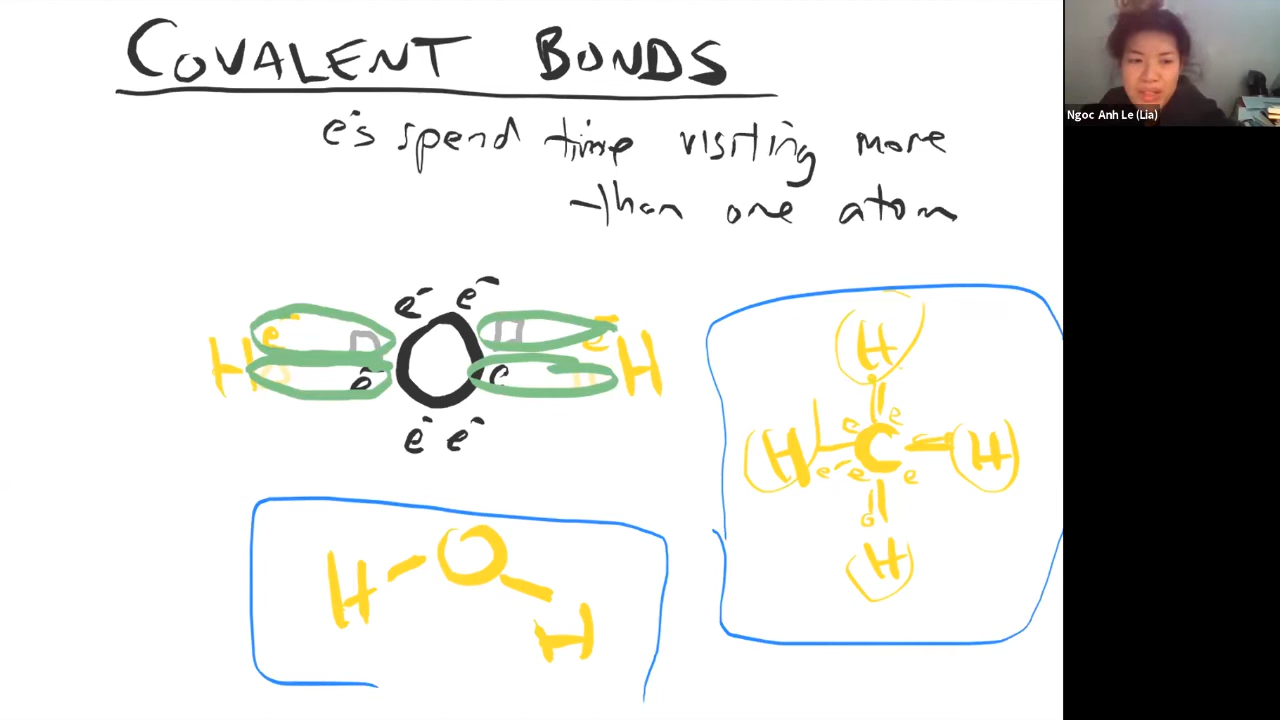 COVALENT BONDS
Ngoc Anh Le (Lia)
e⁻s spend time visiting more
than one atom
e⁻ e⁻
H e⁻ O e⁻ H
e⁻ e
e⁻ e⁻
H
e e
H C H
e⁻ e e
e
H
O
H
H